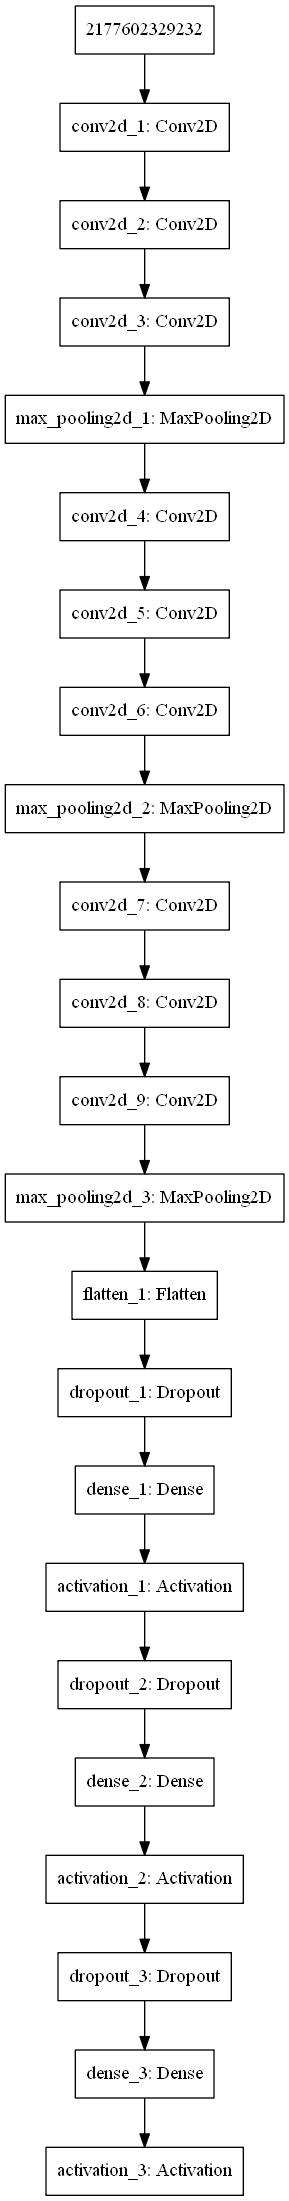 2177602329232
conv2d_1: Conv2D
conv2d_2: Conv2D
conv2d_3: Conv2D
max_pooling2d_1: MaxPooling2D
conv2d_4: Conv2D
conv2d_5: Conv2D
conv2d_6: Conv2D
max_pooling2d_2: MaxPooling2D
conv2d_7: Conv2D
conv2d_8: Conv2D
conv2d_9: Conv2D
max_pooling2d_3: MaxPooling2D
flatten_1: Flatten
dropout_1: Dropout
dense_1: Dense
activation_1: Activation
dropout_2: Dropout
dense_2: Dense
activation_2: Activation
dropout_3: Dropout
dense_3: Dense
activation_3: Activation